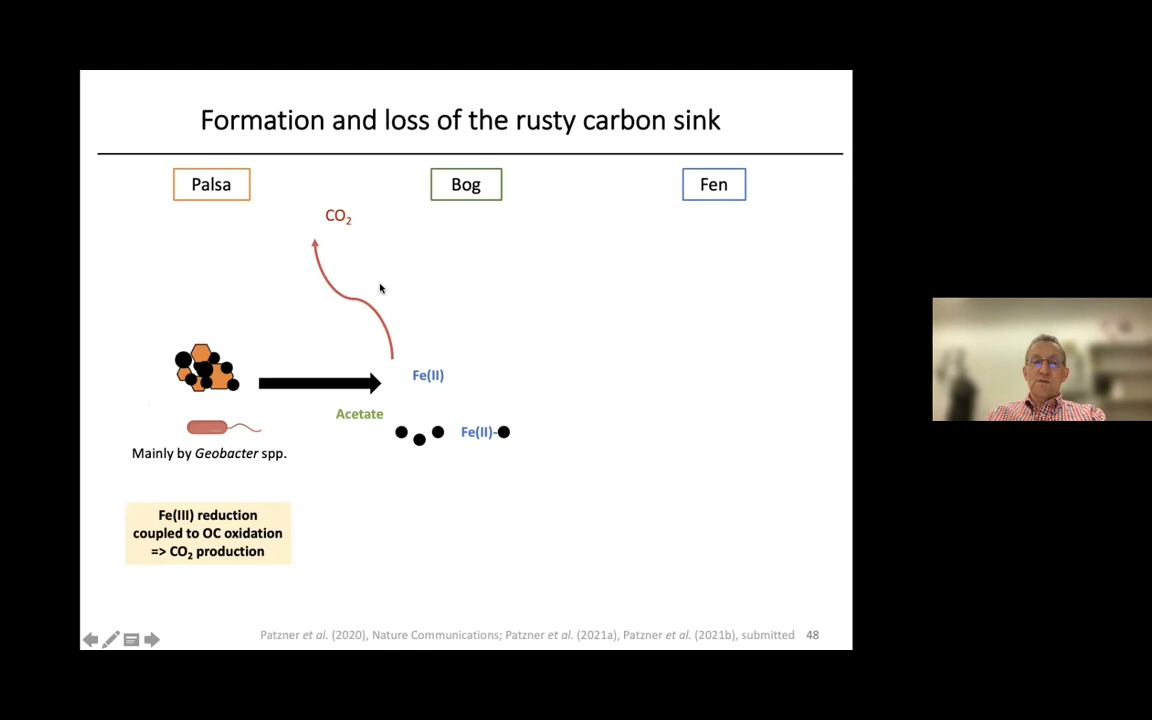 Formation and loss of the rusty carbon sink
Palsa
Bog
Fen
CO₂
Fe(II)
Acetate
Fe(II)-
Mainly by Geobacter spp.
Fe(III) reduction
coupled to OC oxidation
=> CO₂ production
Patzner et al. (2020), Nature Communications; Patzner et al. (2021a), Patzner et al. (2021b), submitted 48